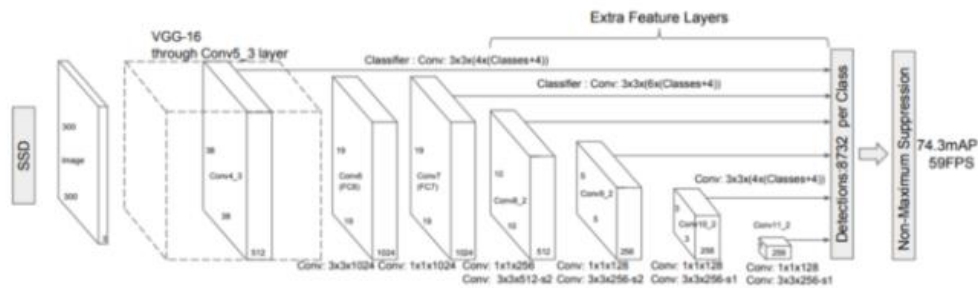 Extra Feature Layers
VGG-16
through Conv5_3 layer
Classifier : Conv: 3x3x(4x(Classes+4))
Classifier : Conv: 3x3x(6x(Classes+4))
SSD
300
Image
300
3
38
Conv4_3
38
512
19
Conv6
(FC6)
19
1024
19
Conv7
(FC7)
19
1024
10
Conv8_2
10
512
5
Conv9_2
5
256
Conv: 3x3x(4x(Classes+4))
3
Conv10_2
3
256
Conv11_2
256
Detections:8732 per Class
Non-Maximum Suppression
74.3mAP
59FPS
Conv: 3x3x1024
Conv: 1x1x1024
Conv: 1x1x256
Conv: 3x3x512-s2
Conv: 1x1x128
Conv: 3x3x256-s2
Conv: 1x1x128
Conv: 3x3x256-s1
Conv: 1x1x128
Conv: 3x3x256-s1